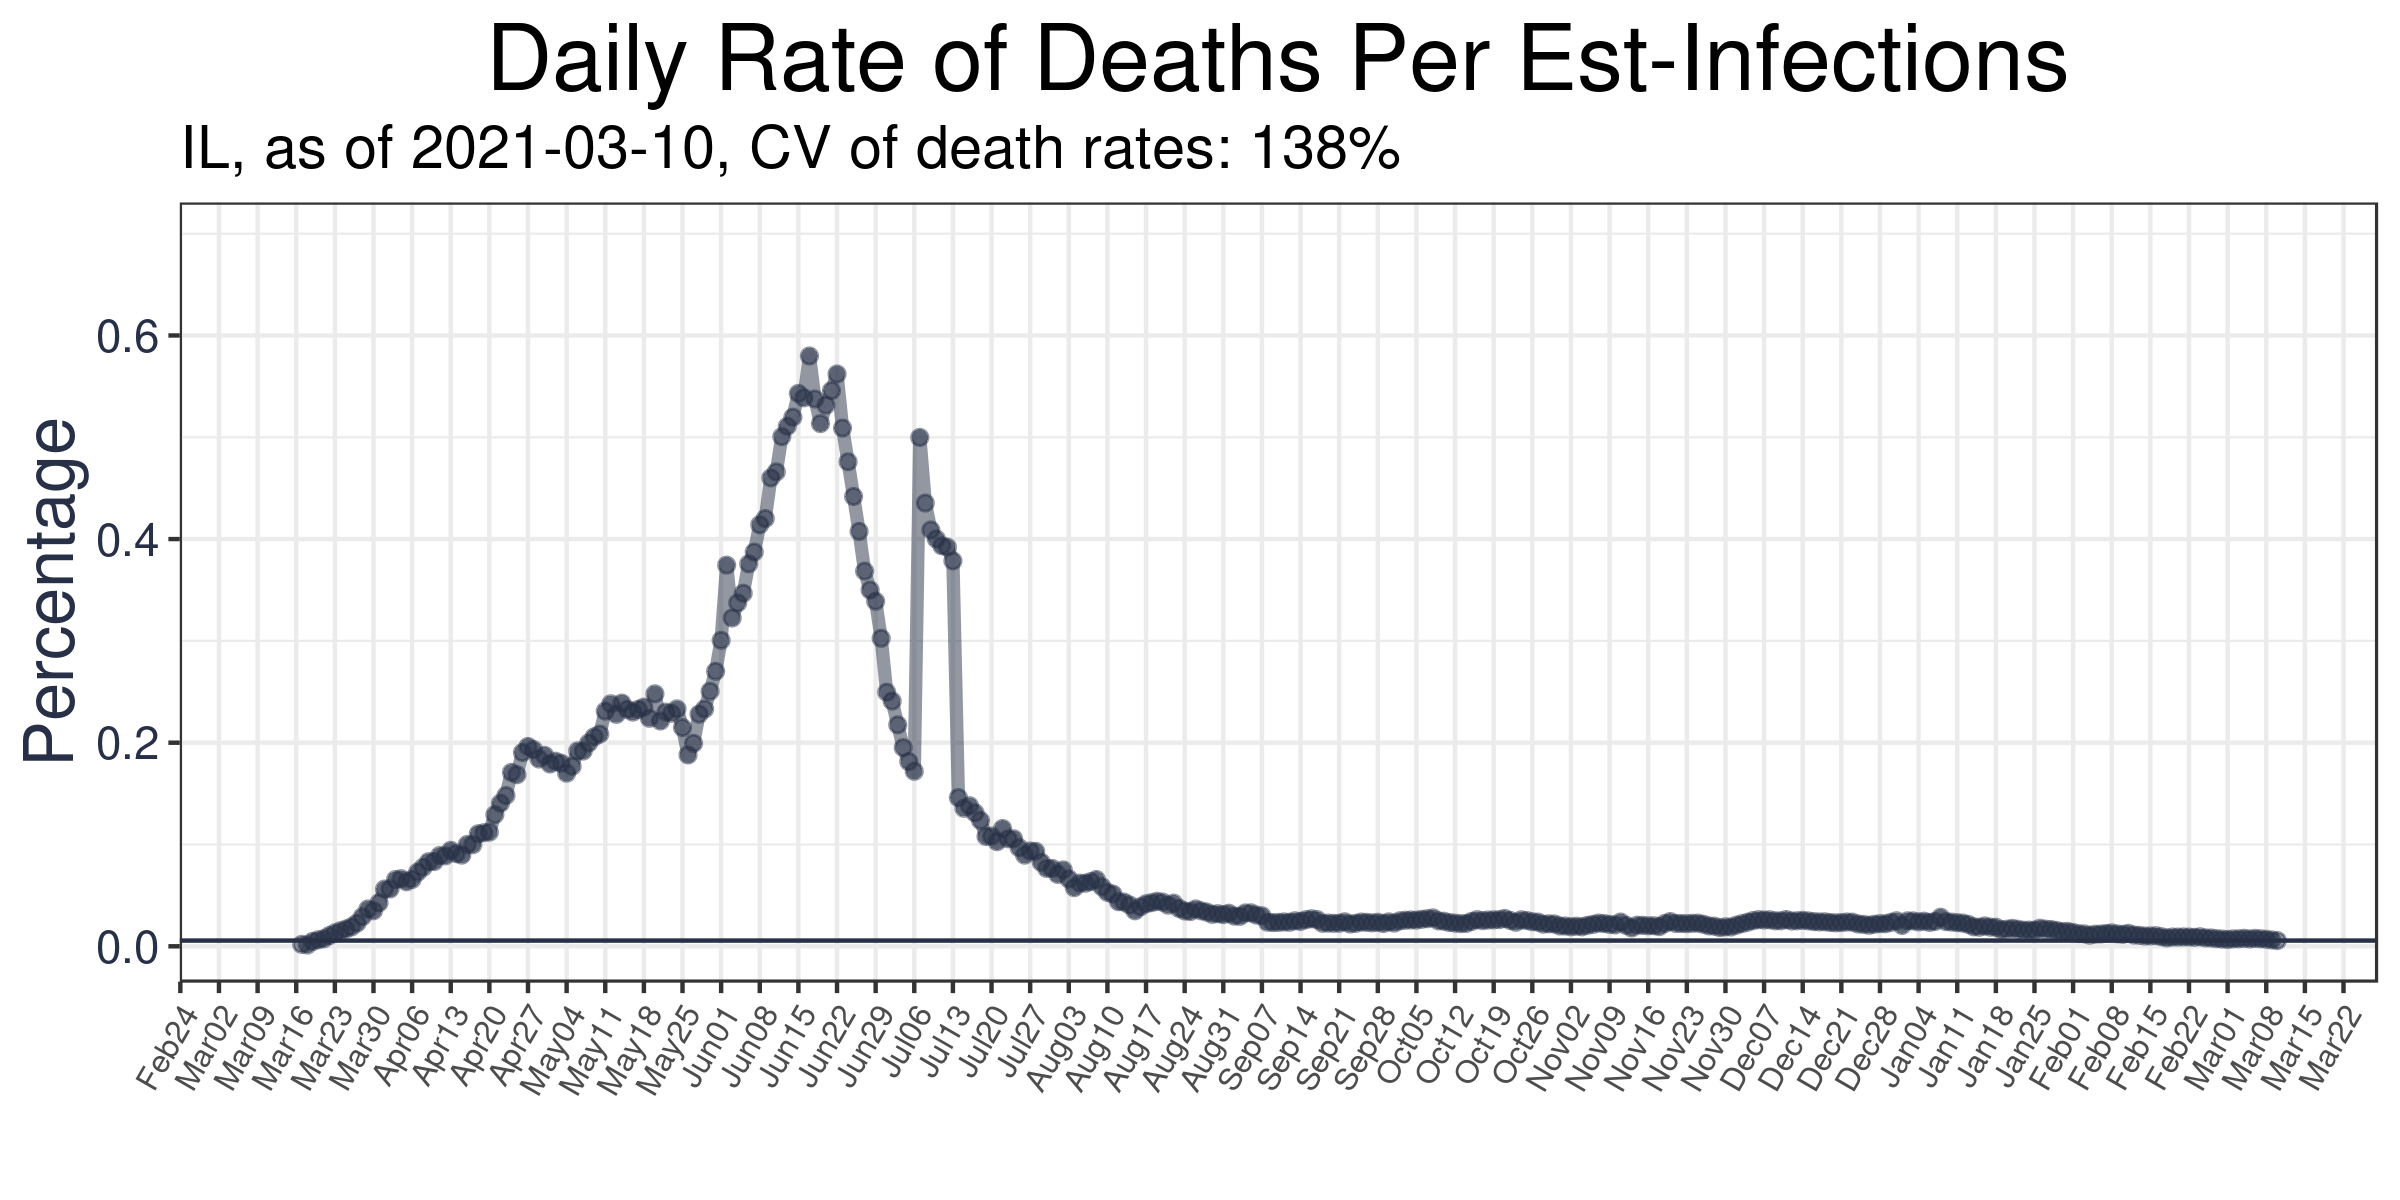 Daily Rate of Deaths Per Est-Infections
IL, as of 2021-03-10, CV of death rates: 138%
Percentage
0.6
0.4
0.2
0.0
Feb24
Mar02
Mar09
Mar16
Mar23
Mar30
Apr06
Apr13
Apr20
Apr27
May04
May11
May18
May25
Jun01
Jun08
Jun15
Jun22
Jun29
Jul06
Jul13
Jul20
Jul27
Aug03
Aug10
Aug17
Aug24
Aug31
Sep07
Sep14
Sep21
Sep28
Oct05
Oct12
Oct19
Oct26
Nov02
Nov09
Nov16
Nov23
Nov30
Dec07
Dec14
Dec21
Dec28
Jan04
Jan11
Jan18
Jan25
Feb01
Feb08
Feb15
Feb22
Mar01
Mar08
Mar15
Mar22